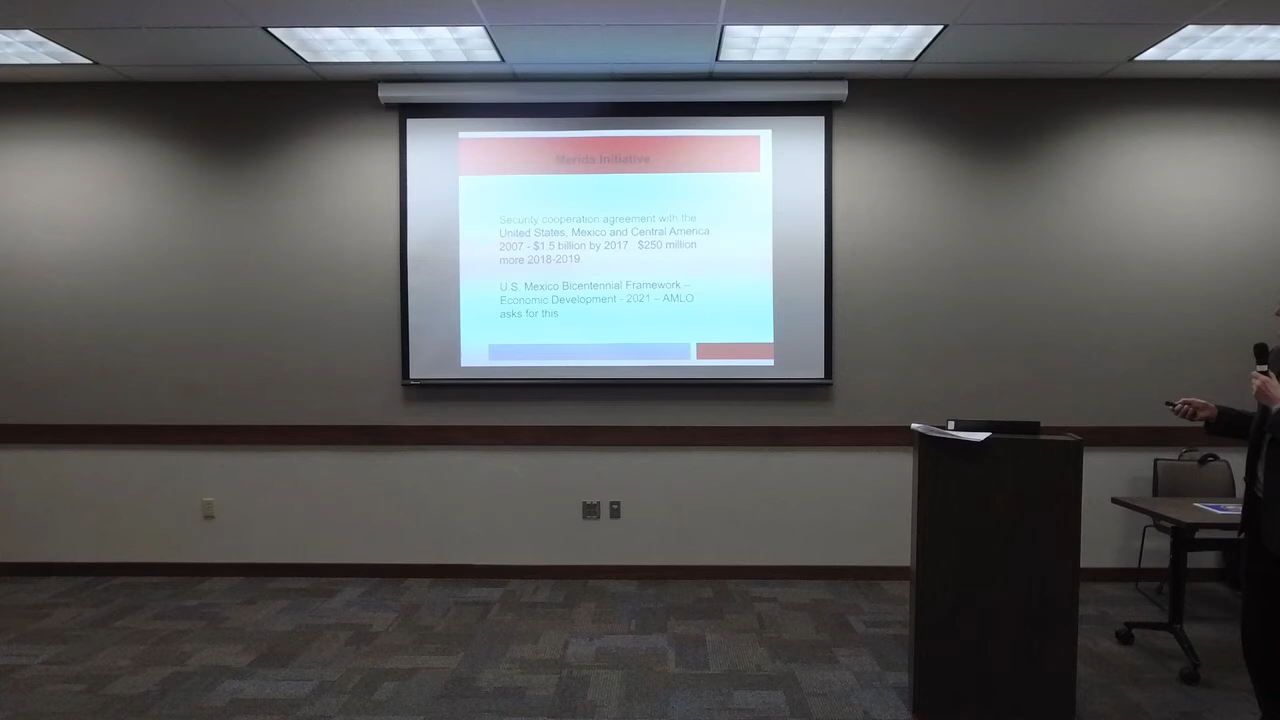 Merida Initiative
Security cooperation agreement with the
United States, Mexico and Central America
2007 - $1.5 billion by 2017 $250 million
more 2018-2019
U.S. Mexico Bicentennial Framework –
Economic Development - 2021 – AMLO
asks for this